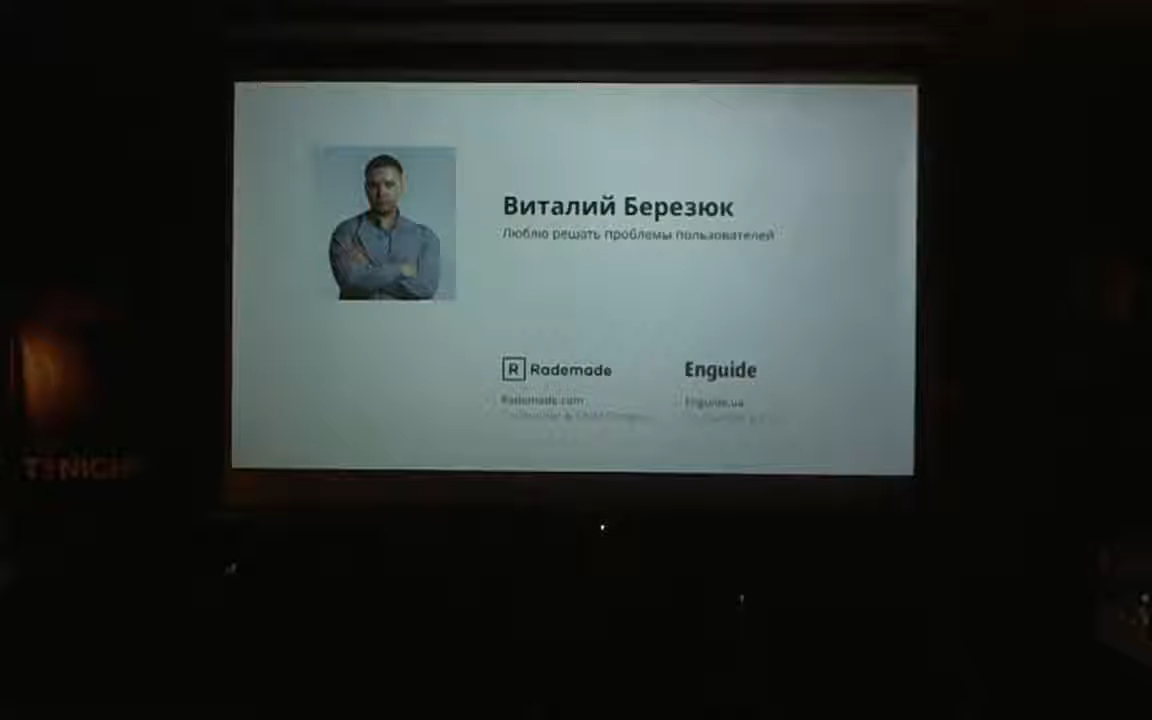 Виталий Березюк
Люблю решать проблемы пользователей
R Rademade
Enguide
Rademade.com
Enguide.ua